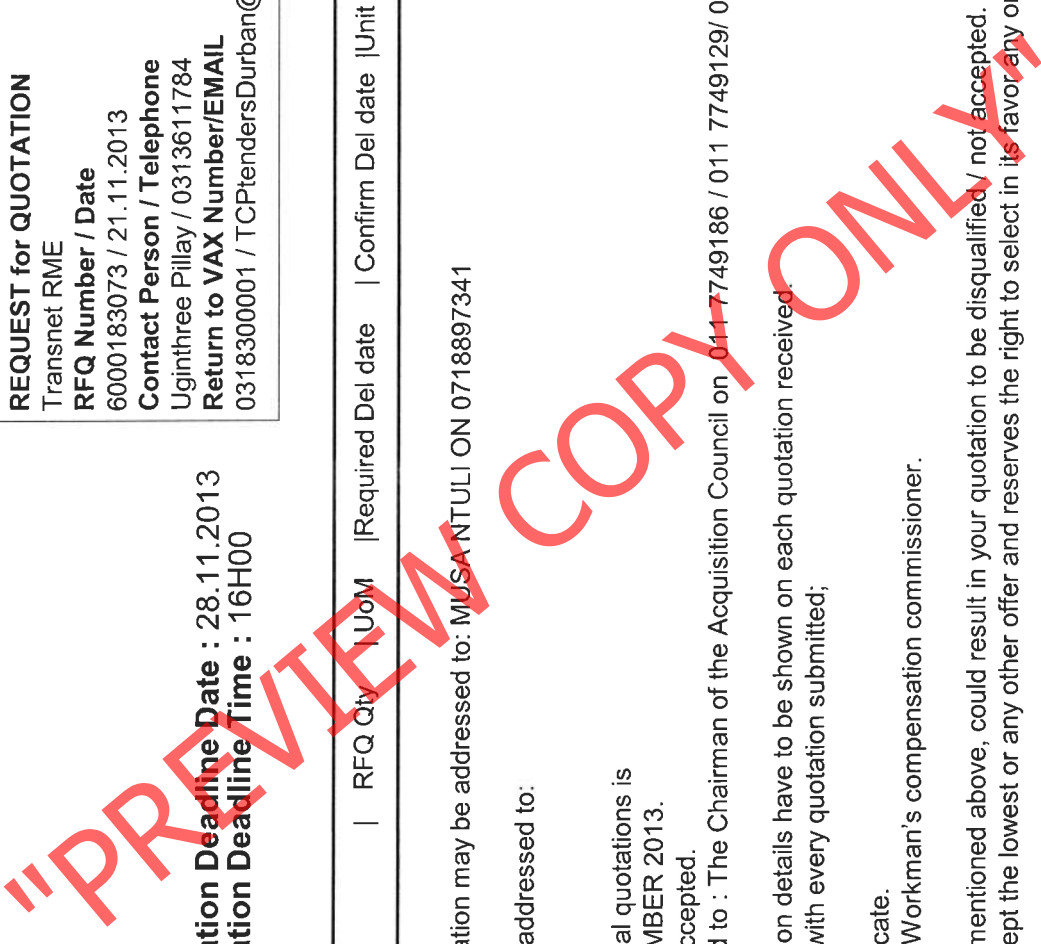 REQUEST for QUOTATION
Transnet RME
RFQ Number / Date
6000183073 / 21.11.2013
Contact Person / Telephone
Uginthree Pillay / 0313611784
Return to VAX Number/EMAIL
0318300001 / TCPtendersDurban@
ation Deadline Date : 28.11.2013
ation Deadline Time : 16H00
| RFQ Qty | UoM |Required Del date | Confirm Del date |Unit
ation may be addressed to: MUSA NTULI ON 0718897341
addressed to:
al quotations is
MBER 2013.
ccepted.
d to : The Chairman of the Acquisition Council on 011 7749186 / 011 7749129/ 0
on details have to be shown on each quotation received.
with every quotation submitted;
cate.
Workman's compensation commissioner.
mentioned above, could result in your quotation to be disqualified / not accepted.
ept the lowest or any other offer and reserves the right to select in its favor any or
"PREVIEW COPY ONLY"